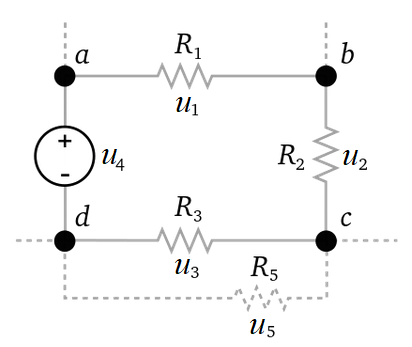 a
R₁
b
u₁
+
-
u₄
R₂
u₂
d
R₃
c
u₃
R₅
u₅